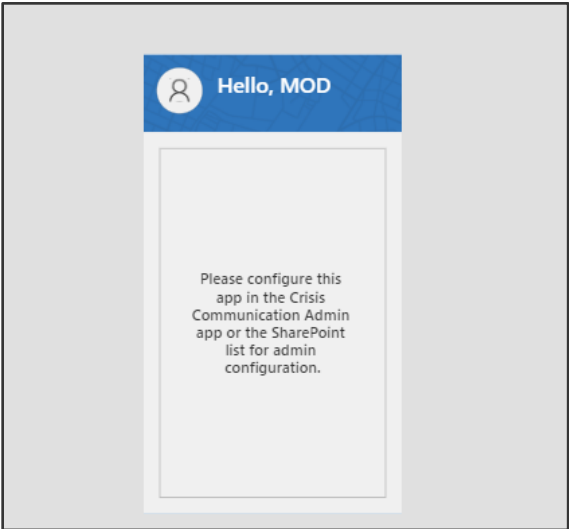 Hello, MOD
Please configure this
app in the Crisis
Communication Admin
app or the SharePoint
list for admin
configuration.